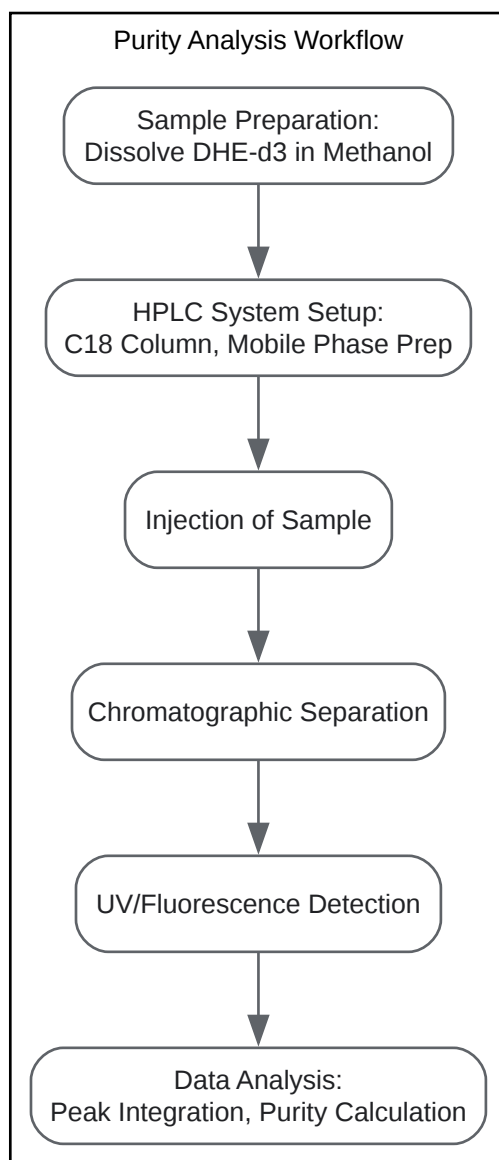 Purity Analysis Workflow
Sample Preparation:
Dissolve DHE-d3 in Methanol
HPLC System Setup:
C18 Column, Mobile Phase Prep
Injection of Sample
Chromatographic Separation
UV/Fluorescence Detection
Data Analysis:
Peak Integration, Purity Calculation